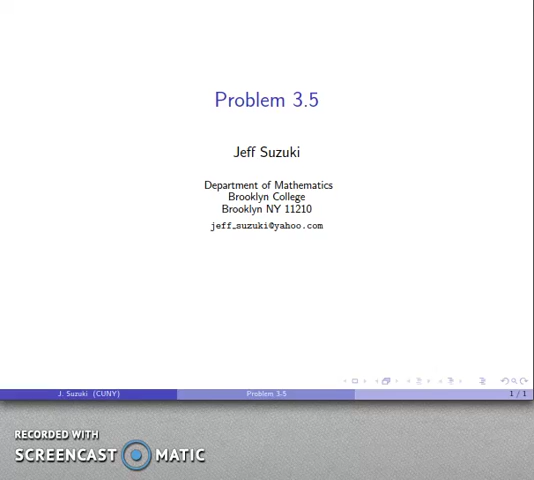 Problem 3.5
Jeff Suzuki
Department of Mathematics
Brooklyn College
Brooklyn NY 11210
jeff_suzuki@yahoo.com
J. Suzuki (CUNY)
Problem 3-5
1 / 1
RECORDED WITH
SCREENCAST MATIC